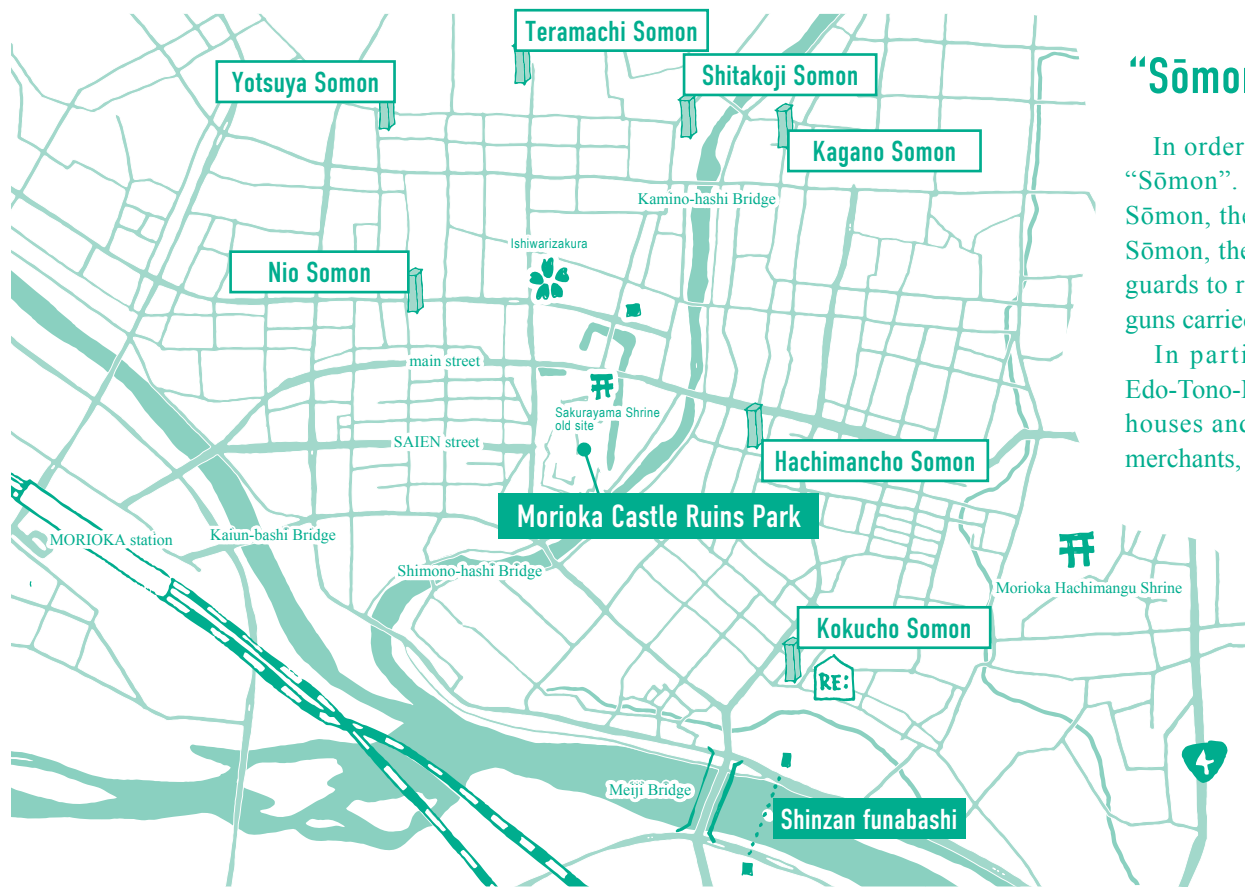 Teramachi Somon
Yotsuya Somon
Shitakoji Somon
Kagano Somon
Kamino-hashi Bridge
Ishiwarizakura
Nio Somon
main street
Sakurayama Shrine
old site
SAIEN street
Hachimancho Somon
Morioka Castle Ruins Park
MORIOKA station
Kaiun-bashi Bridge
Shimono-hashi Bridge
Morioka Hachimangu Shrine
Kokucho Somon
RE:
4
Meiji Bridge
Shinzan funabashi
“Sōmon
In order
“Sōmon”.
Sōmon, the
Sōmon, the
guards to r
guns carried
In parti
Edo-Tono-
houses and
merchants,